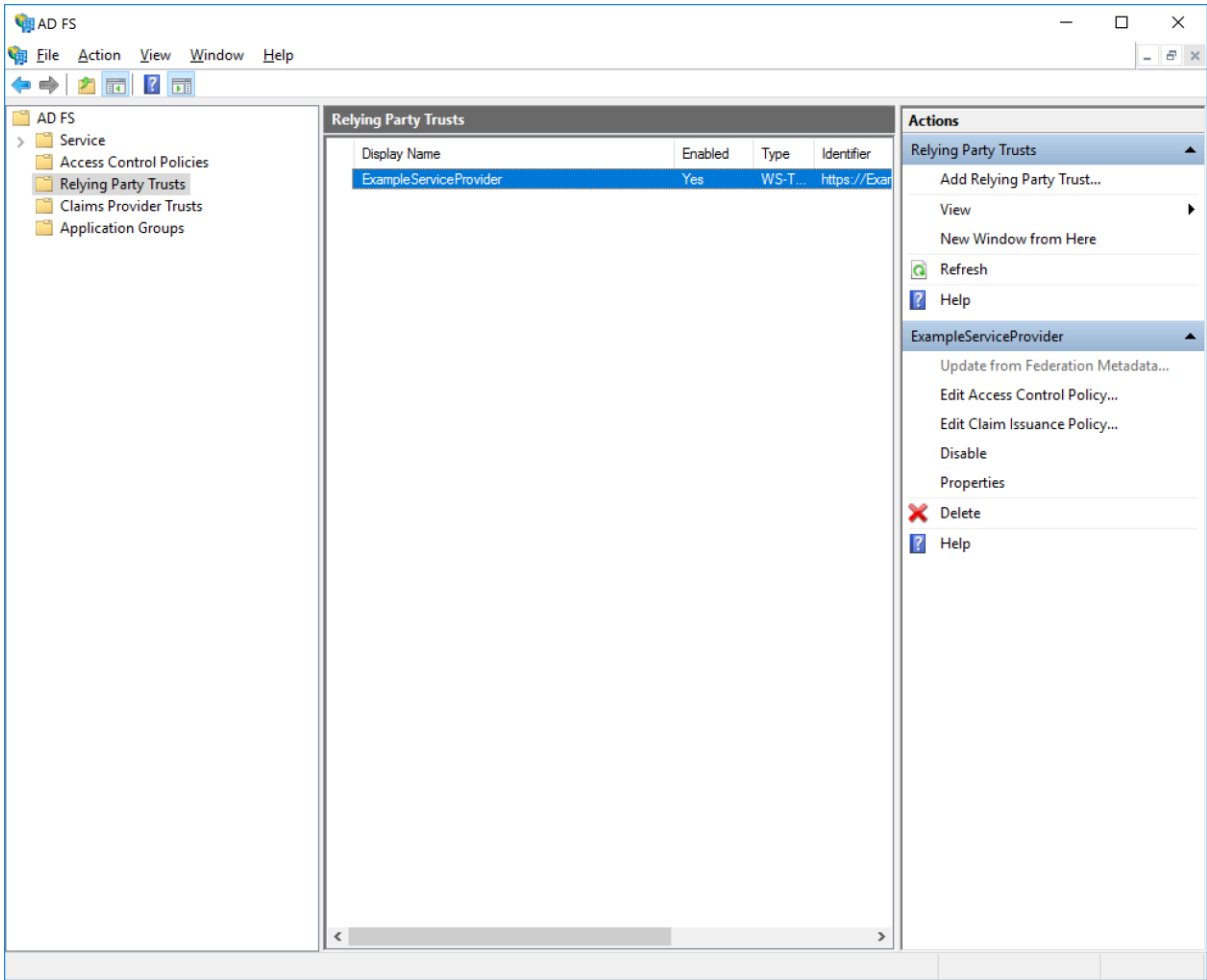 AD FS
File Action View Window Help
AD FS
Service
Access Control Policies
Relying Party Trusts
Claims Provider Trusts
Application Groups
Relying Party Trusts
Display Name Enabled Type Identifier
ExampleServiceProvider Yes WS-T... https://Exar
Actions
Relying Party Trusts
Add Relying Party Trust...
View
New Window from Here
Refresh
Help
ExampleServiceProvider
Update from Federation Metadata...
Edit Access Control Policy...
Edit Claim Issuance Policy...
Disable
Properties
Delete
Help